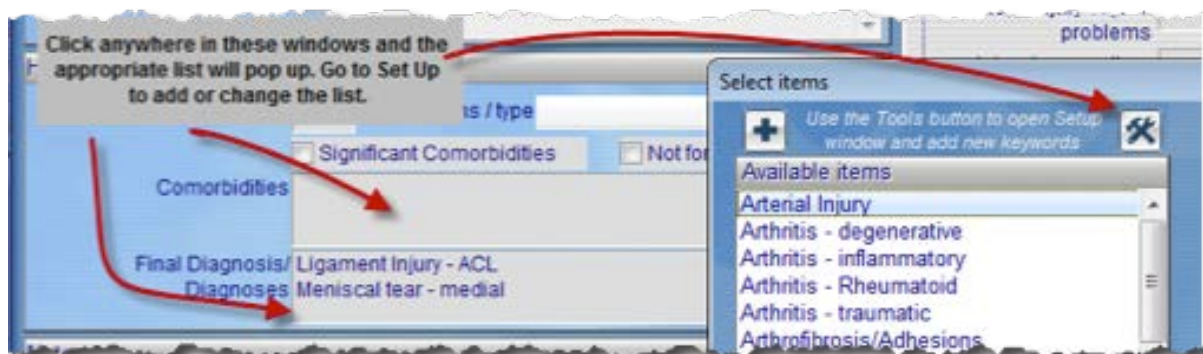 Click anywhere in these windows and the
appropriate list will pop up. Go to Set Up
to add or change the list.
problems
/ type
Significant Comorbidities
Not for
Comorbidities
Final Diagnosis/
Diagnoses
Ligament Injury - ACL
Meniscal tear - medial
Select items
Use the Tools button to open Setup
window and add new keywords
Available items
Arterial Injury
Arthritis - degenerative
Arthritis - inflammatory
Arthritis - Rheumatoid
Arthritis - traumatic
Arthrofibrosis/Adhesions